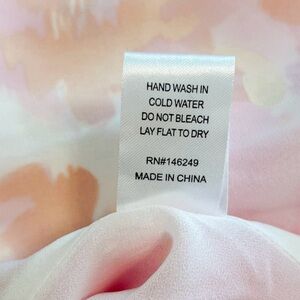 HAND WASH IN
COLD WATER
DO NOT BLEACH
LAY FLAT TO DRY
RN#146249
MADE IN CHINA